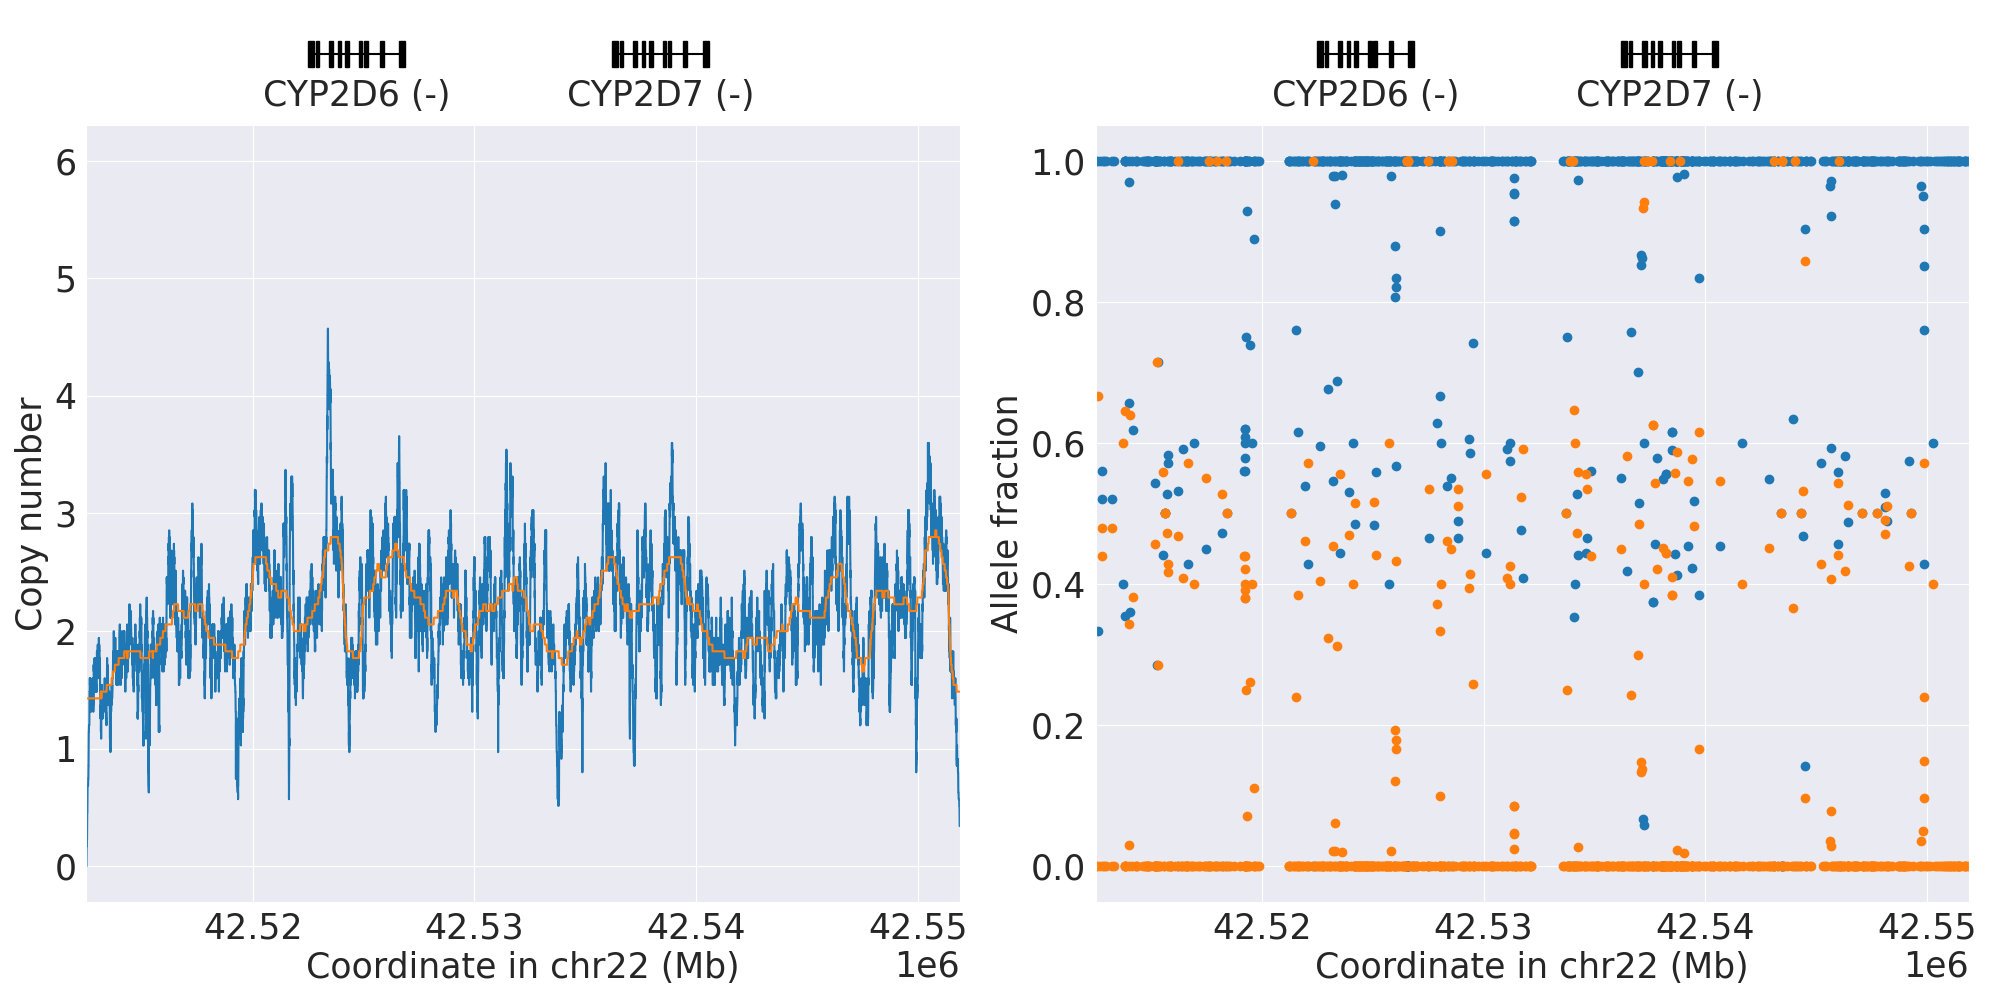 CYP2D6 (-) CYP2D7 (-)
CYP2D6 (-) CYP2D7 (-)
Copy number
6
5
4
3
2
1
0
42.52 42.53 42.54 42.55
Coordinate in chr22 (Mb) 1e6
Allele fraction
1.0
0.8
0.6
0.4
0.2
0.0
42.52 42.53 42.54 42.55
Coordinate in chr22 (Mb) 1e6